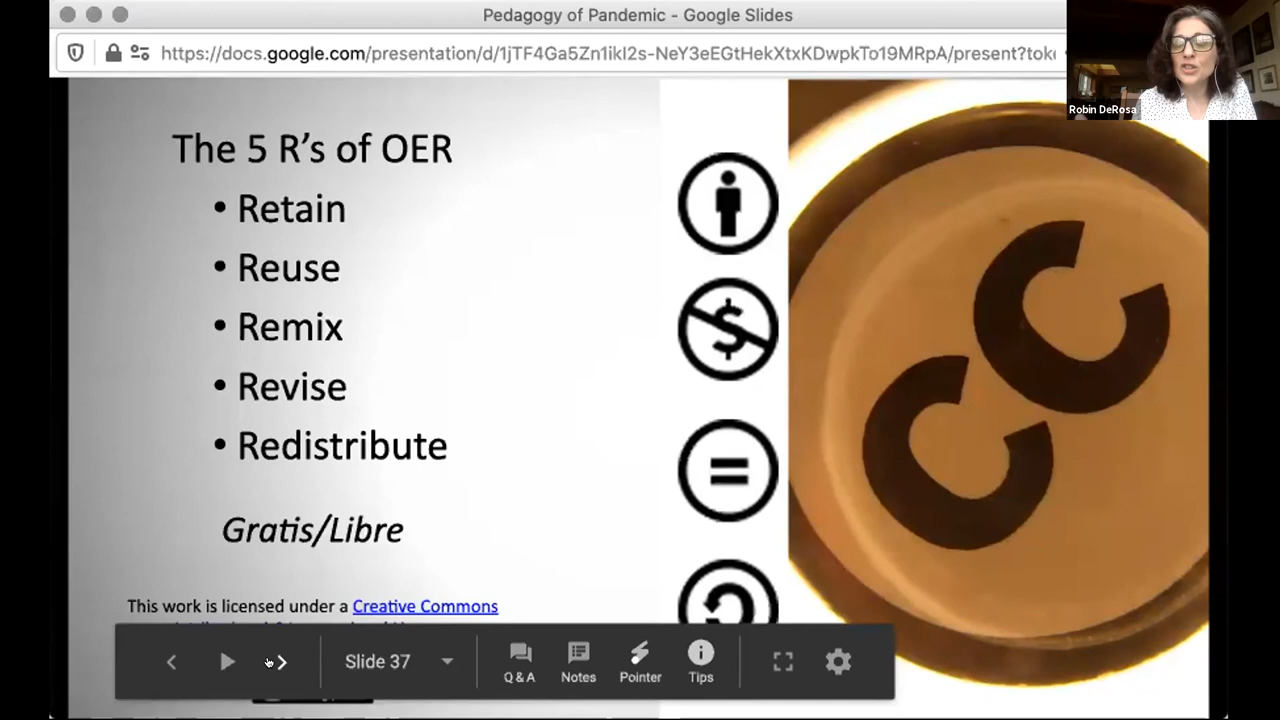 Pedagogy of Pandemic - Google Slides
https://docs.google.com/presentation/d/1jTF4Ga5Zn1ikI2s-NeY3eEGtHekXtxKDwpkTo19MRpA/present?toke
Robin DeRosa
The 5 R's of OER
• Retain
• Reuse
• Remix
• Revise
• Redistribute
Gratis/Libre
This work is licensed under a Creative Commons
$
=
CC
Slide 37
Q & A
Notes
Pointer
Tips